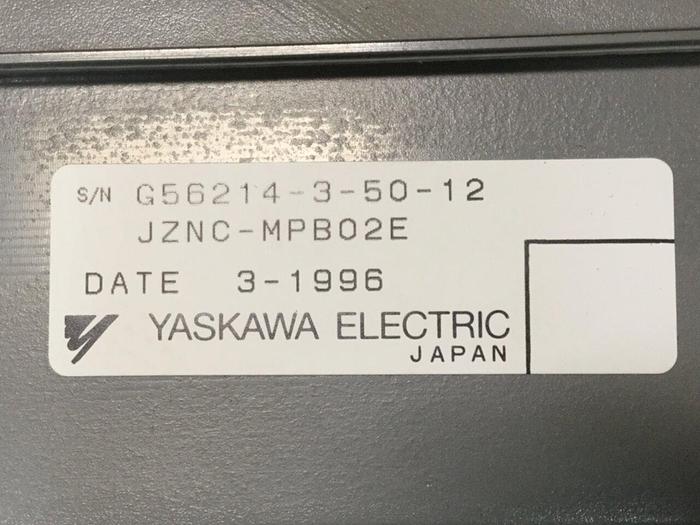 S/N G56214-3-50-12
JZNC-MPB02E
DATE 3-1996
YASKAWA ELECTRIC
JAPAN